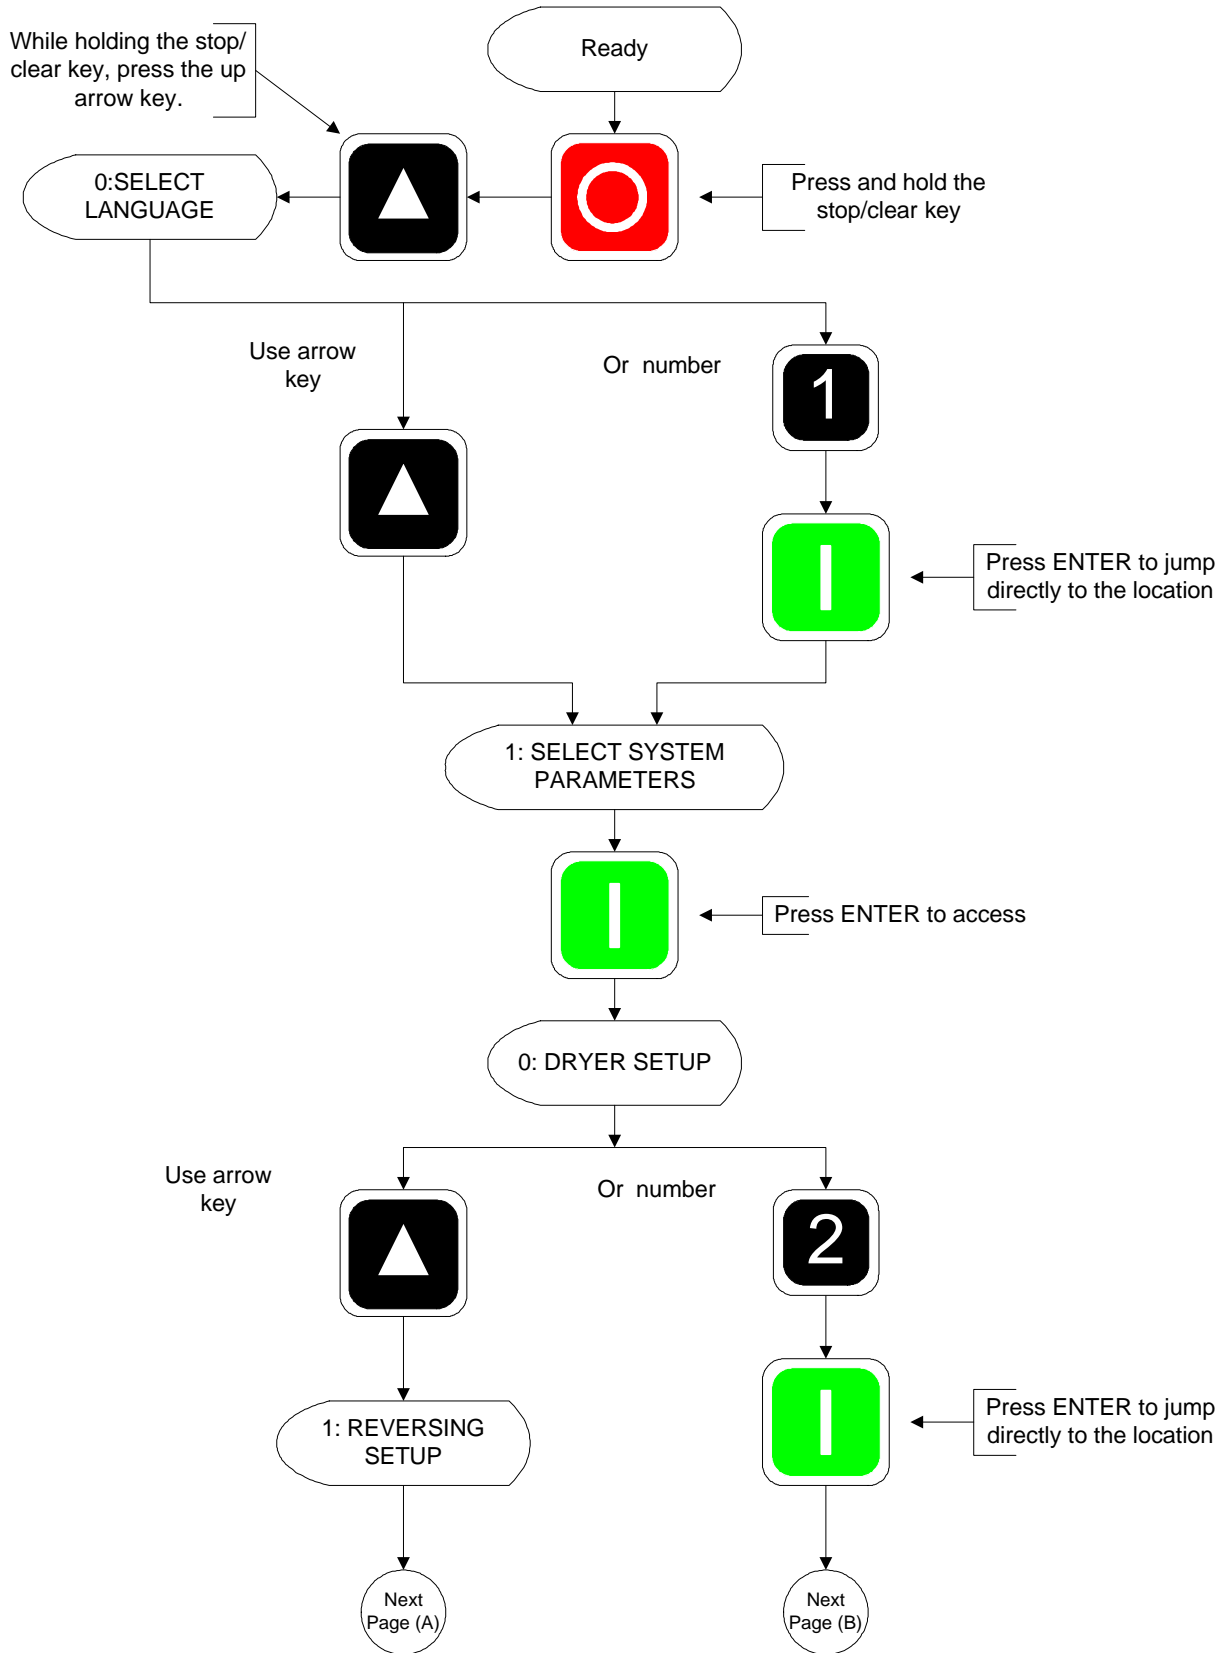 While holding the stop/
clear key, press the up
arrow key.
Ready
0:SELECT
LANGUAGE
Press and hold the
stop/clear key
Use arrow
key
Or number
1
Press ENTER to jump
directly to the location
1: SELECT SYSTEM
PARAMETERS
Press ENTER to access
0: DRYER SETUP
Use arrow
key
Or number
2
1: REVERSING
SETUP
Press ENTER to jump
directly to the location
Next
Page (A)
Next
Page (B)